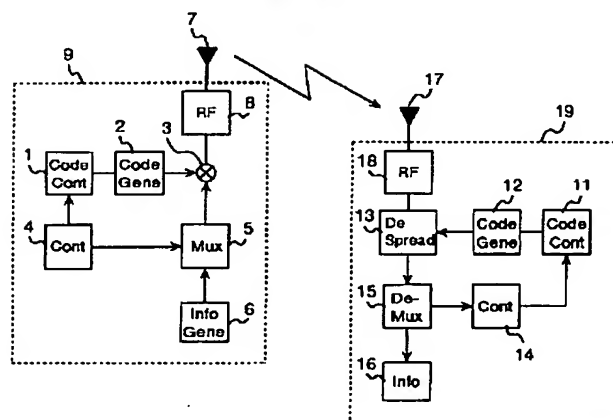 7
9
17
RF
8
2
3
19
1
Code
Cont
Code
Gene
18
RF
12
11
13
De
Spread
Code
Gene
Code
Cont
4
Cont
Mux
5
15
De-
Mux
Cont
14
Info
Gene
6
16
Info